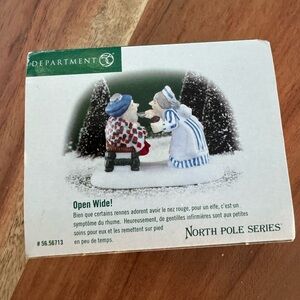 DEPARTMENT 56
Open Wide!
Bien que certains rennes adorent avoir le nez rouge, pour un elfe, c'est un
symptôme du rhume. Heureusement, de gentilles infirmières sont aux petites
soins pour eux et les remettent sur pied
en peu de temps.
NORTH POLE SERIES
# 56.56713